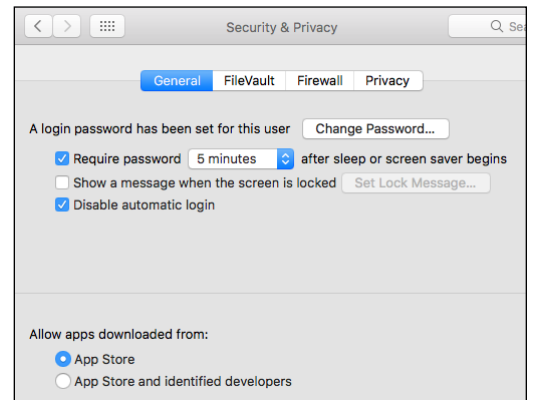 Security & Privacy
General FileVault Firewall Privacy
A login password has been set for this user Change Password...
Require password 5 minutes after sleep or screen saver begins
Show a message when the screen is locked Set Lock Message...
Disable automatic login
Allow apps downloaded from:
App Store
App Store and identified developers